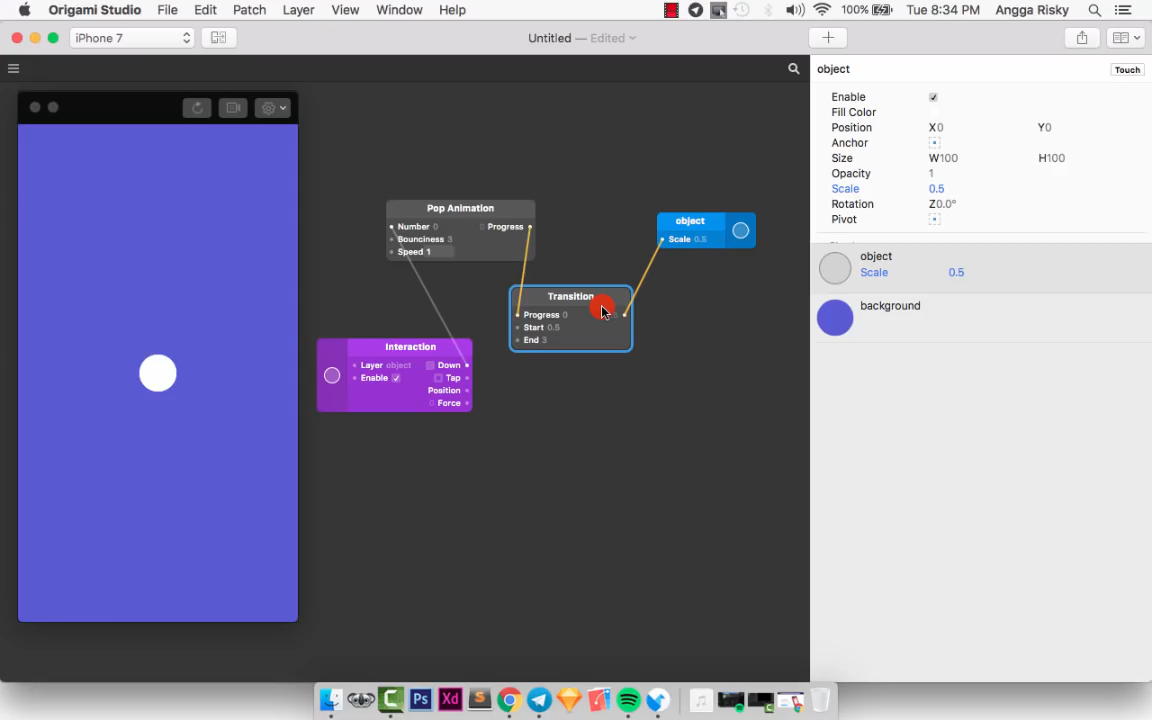 Origami Studio File Edit Patch Layer View Window Help 100% Tue 8:34 PM Angga Risky
iPhone 7 Untitled — Edited
object Touch
Enable
Fill Color
Position X0 Y0
Anchor
Size W100 H100
Opacity 1
Scale 0.5
Rotation Z0.0°
Pivot
object
Scale 0.5
background
Pop Animation
Number 0 Progress
Bounciness 3
Speed 1
object
Scale 0.5
Transition
Progress 0
Start 0.5
End 3
Interaction
Layer object Down
Enable Tap
Position
Force
Ps Xd S